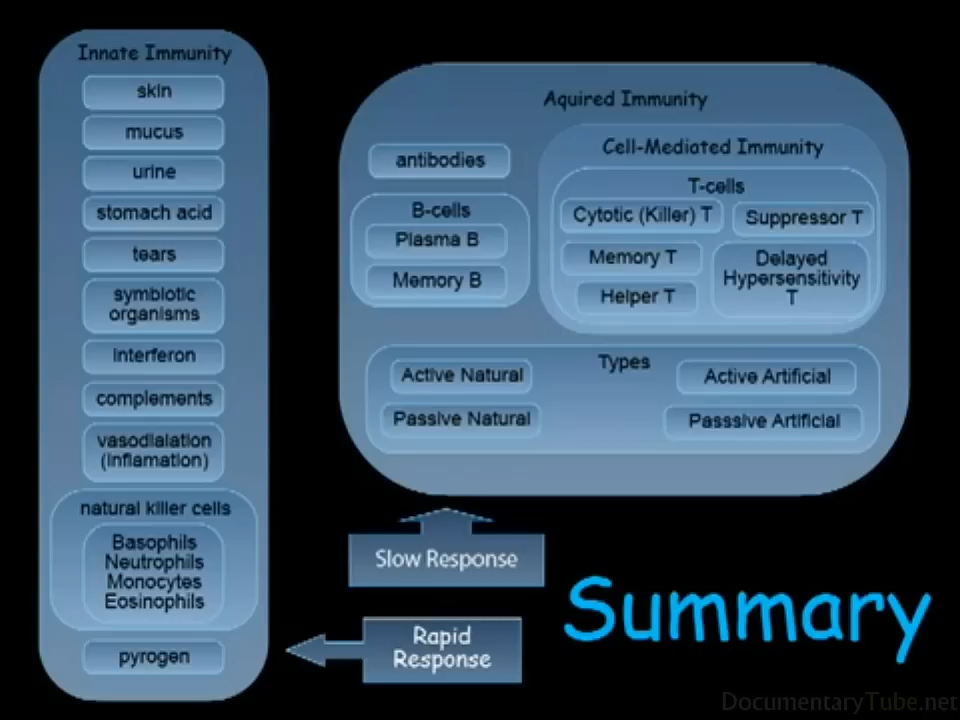 Innate Immunity
skin
mucus
urine
stomach acid
tears
symbiotic
organisms
interferon
complements
vasodialation
(inflamation)
natural killer cells
Basophils
Neutrophils
Monocytes
Eosinophils
pyrogen
Aquired Immunity
antibodies
B-cells
Plasma B
Memory B
Cell-Mediated Immunity
T-cells
Cytotic (Killer) T
Suppressor T
Memory T
Helper T
Delayed
Hypersensitivity
T
Types
Active Natural
Active Artificial
Passive Natural
Passsive Artificial
Slow Response
Rapid
Response
Summary
DocumentaryTube.net